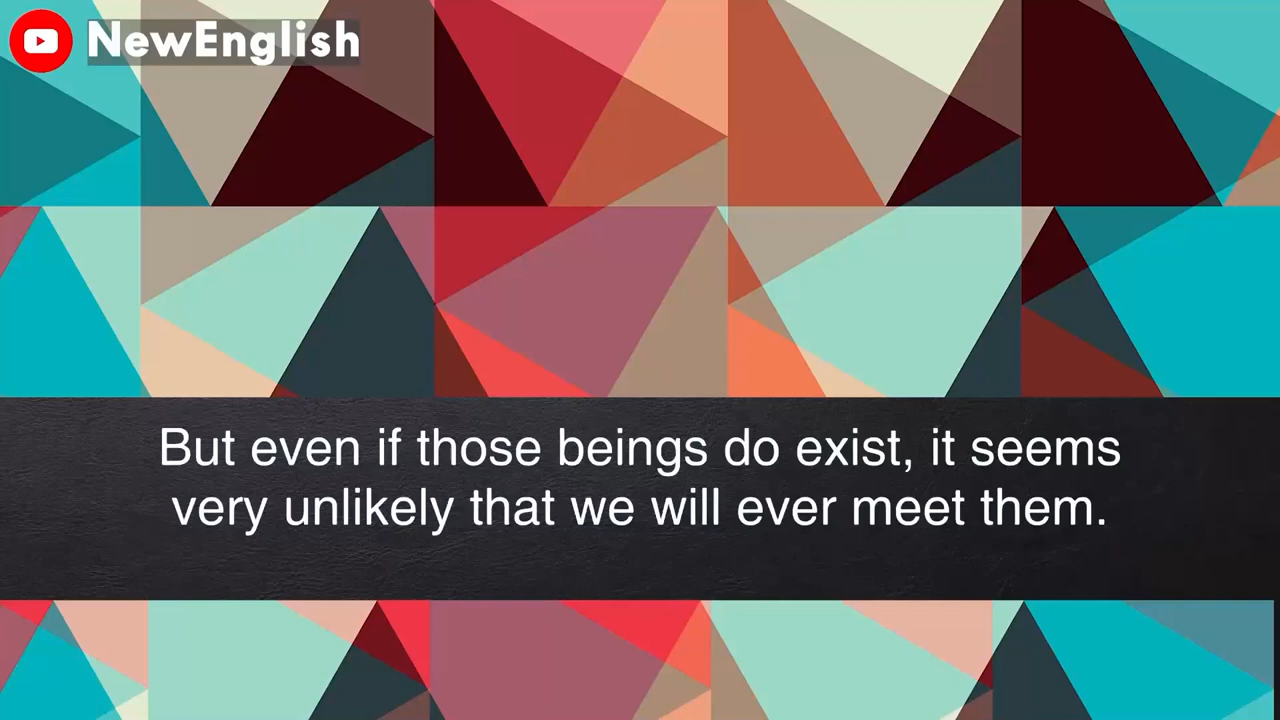 NewEnglish
But even if those beings do exist, it seems
very unlikely that we will ever meet them.